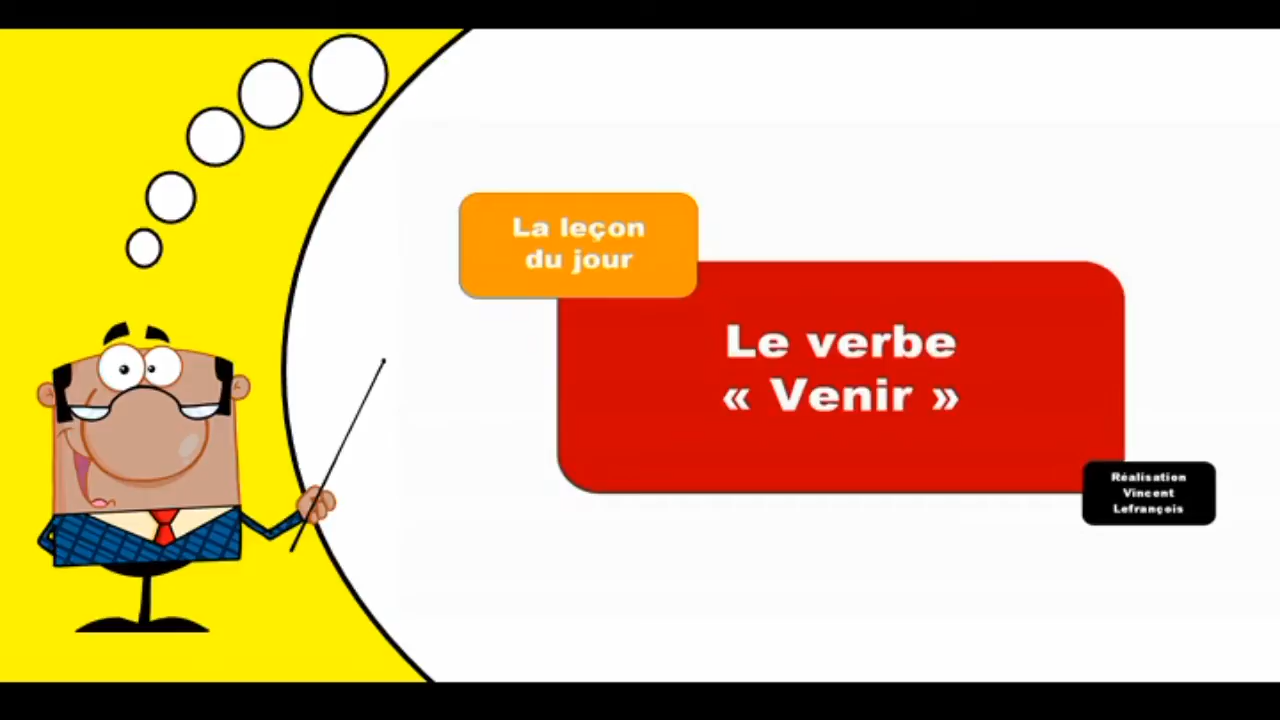 La leçon
du jour
Le verbe
« Venir »
Réalisation
Vincent
Lefrançois